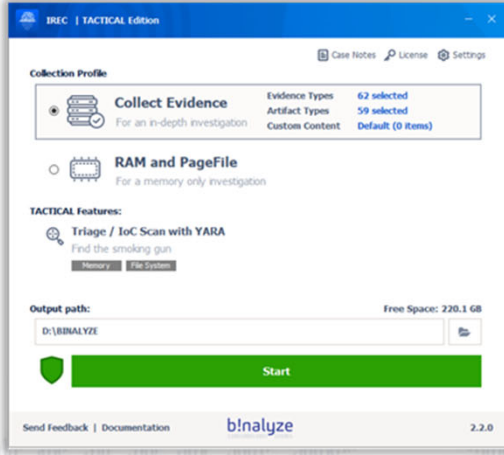 IREC | TACTICAL Edition
Case Notes License Settings
Collection Profile
Collect Evidence
For an in-depth investigation
Evidence Types 62 selected
Artifact Types 59 selected
Custom Content Default (0 items)
RAM and PageFile
For a memory only investigation
TACTICAL Features:
Triage / IoC Scan with YARA
Find the smoking gun
Memory File System
Output path: Free Space: 220.1 GB
D:\BINALYZE
Start
Send Feedback | Documentation b!nalyze 2.2.0